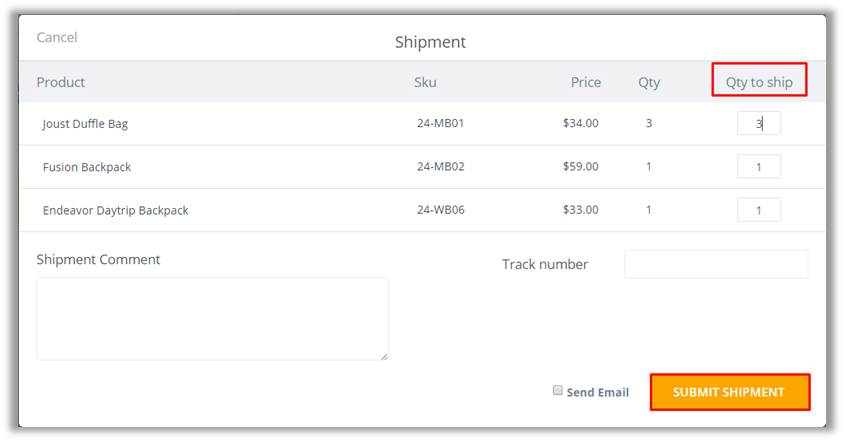 Cancel
Shipment
Product Sku Price Qty Qty to ship
Joust Duffle Bag 24-MB01 $34.00 3 3
Fusion Backpack 24-MB02 $59.00 1 1
Endeavor Daytrip Backpack 24-WB06 $33.00 1 1
Shipment Comment
Track number
Send Email
SUBMIT SHIPMENT